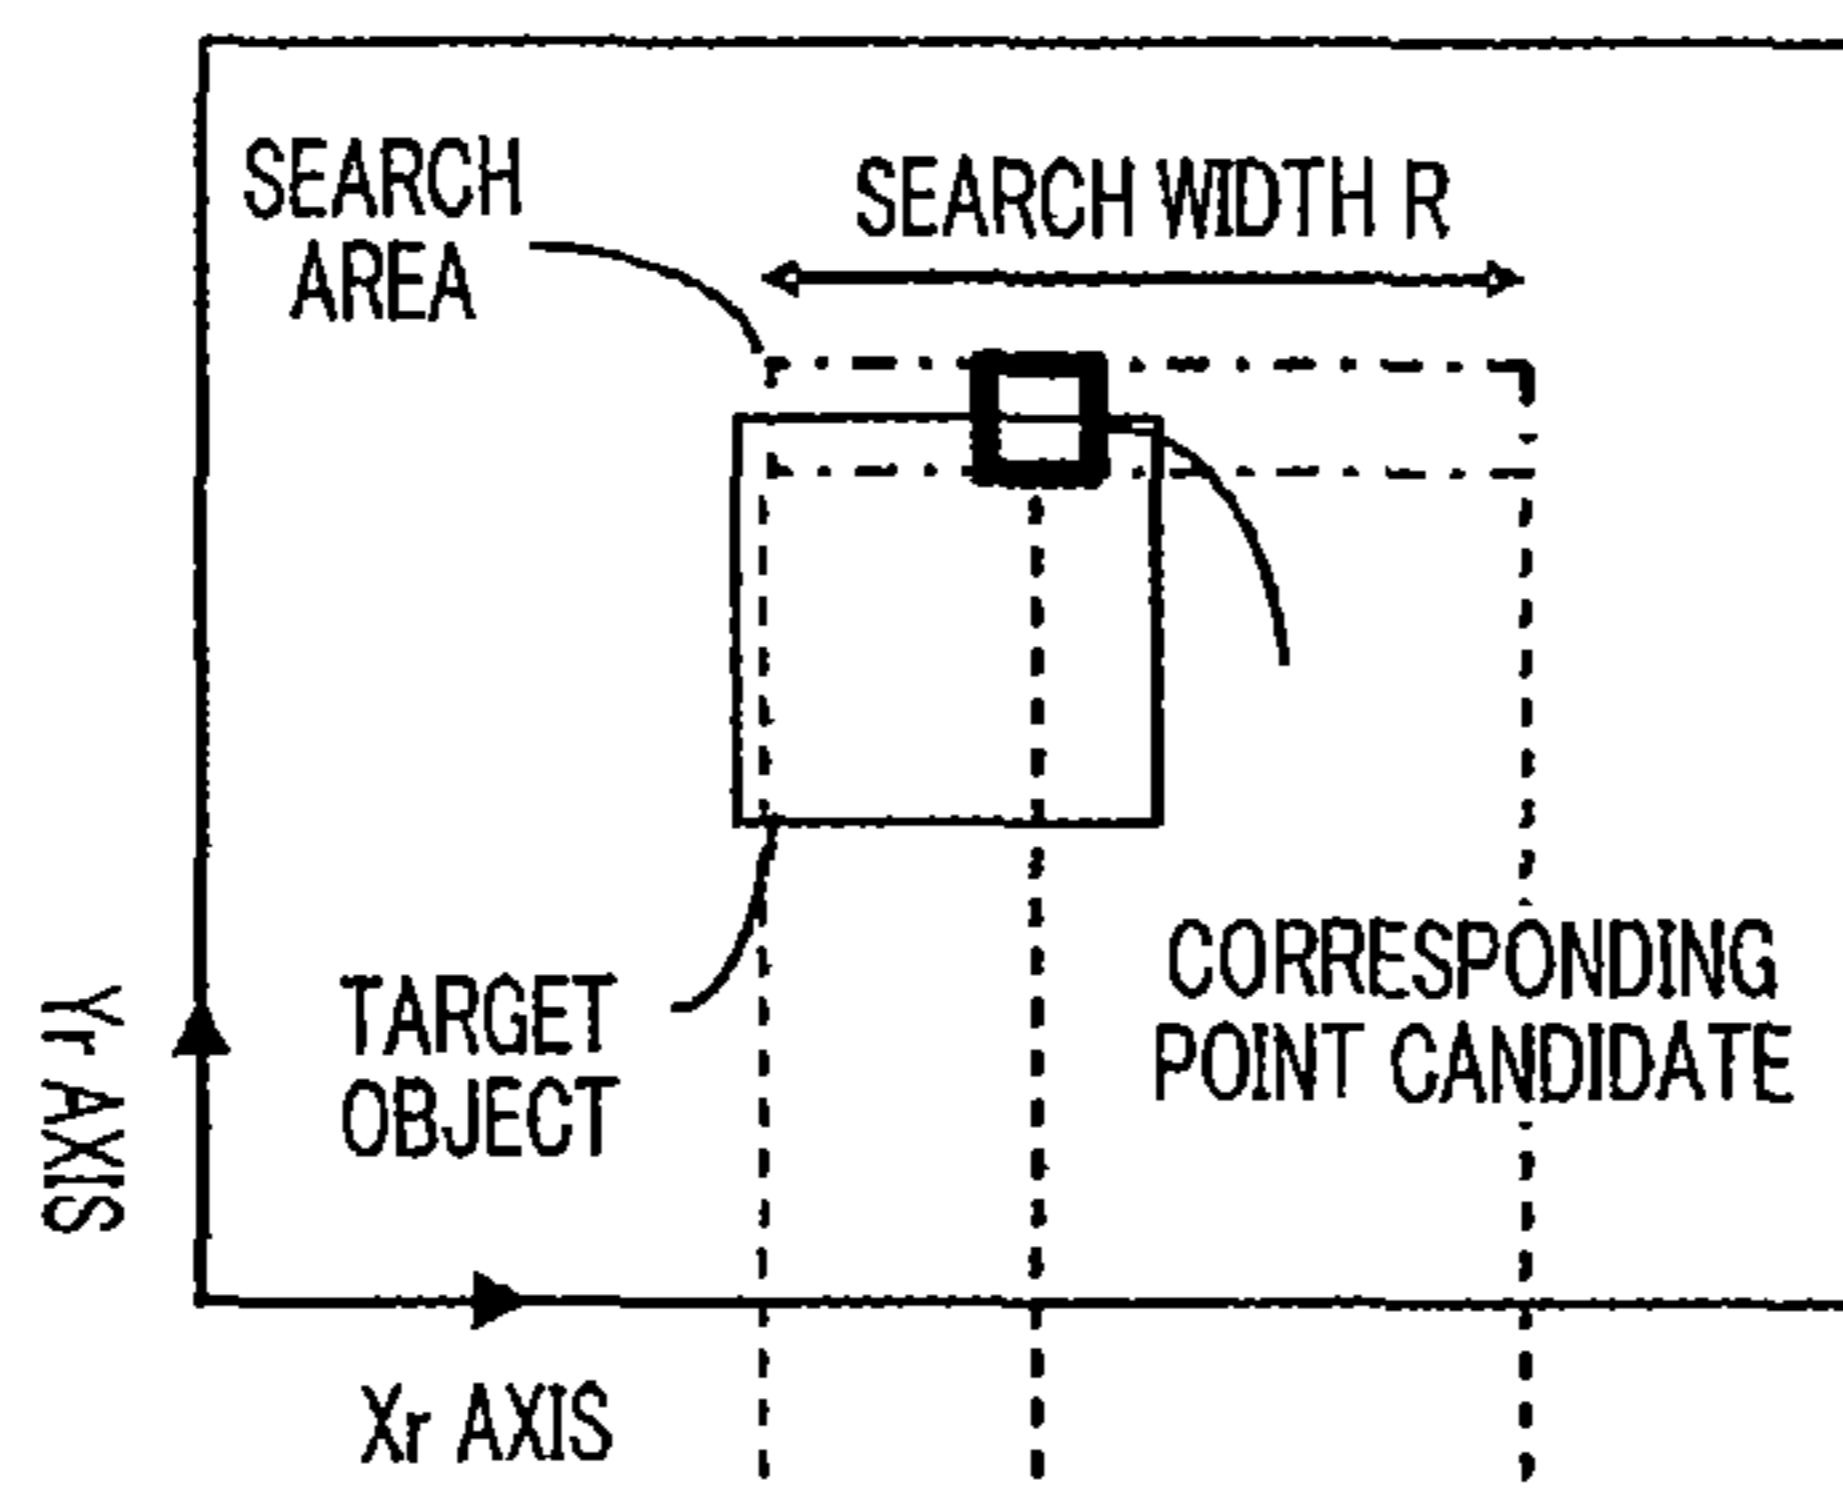 SEARCH
AREA
SEARCH WIDTH R
TARGET
OBJECT
CORRESPONDING
POINT CANDIDATE
Yr AXIS
Xr AXIS